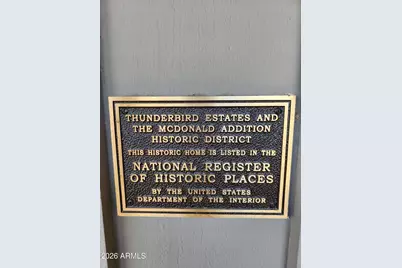 THUNDERBIRD ESTATES AND
THE MCDONALD ADDITION
HISTORIC DISTRICT
THIS HISTORIC HOME IS LISTED IN THE
NATIONAL REGISTER
OF HISTORIC PLACES
BY THE UNITED STATES
DEPARTMENT OF THE INTERIOR
2026 ARMLS